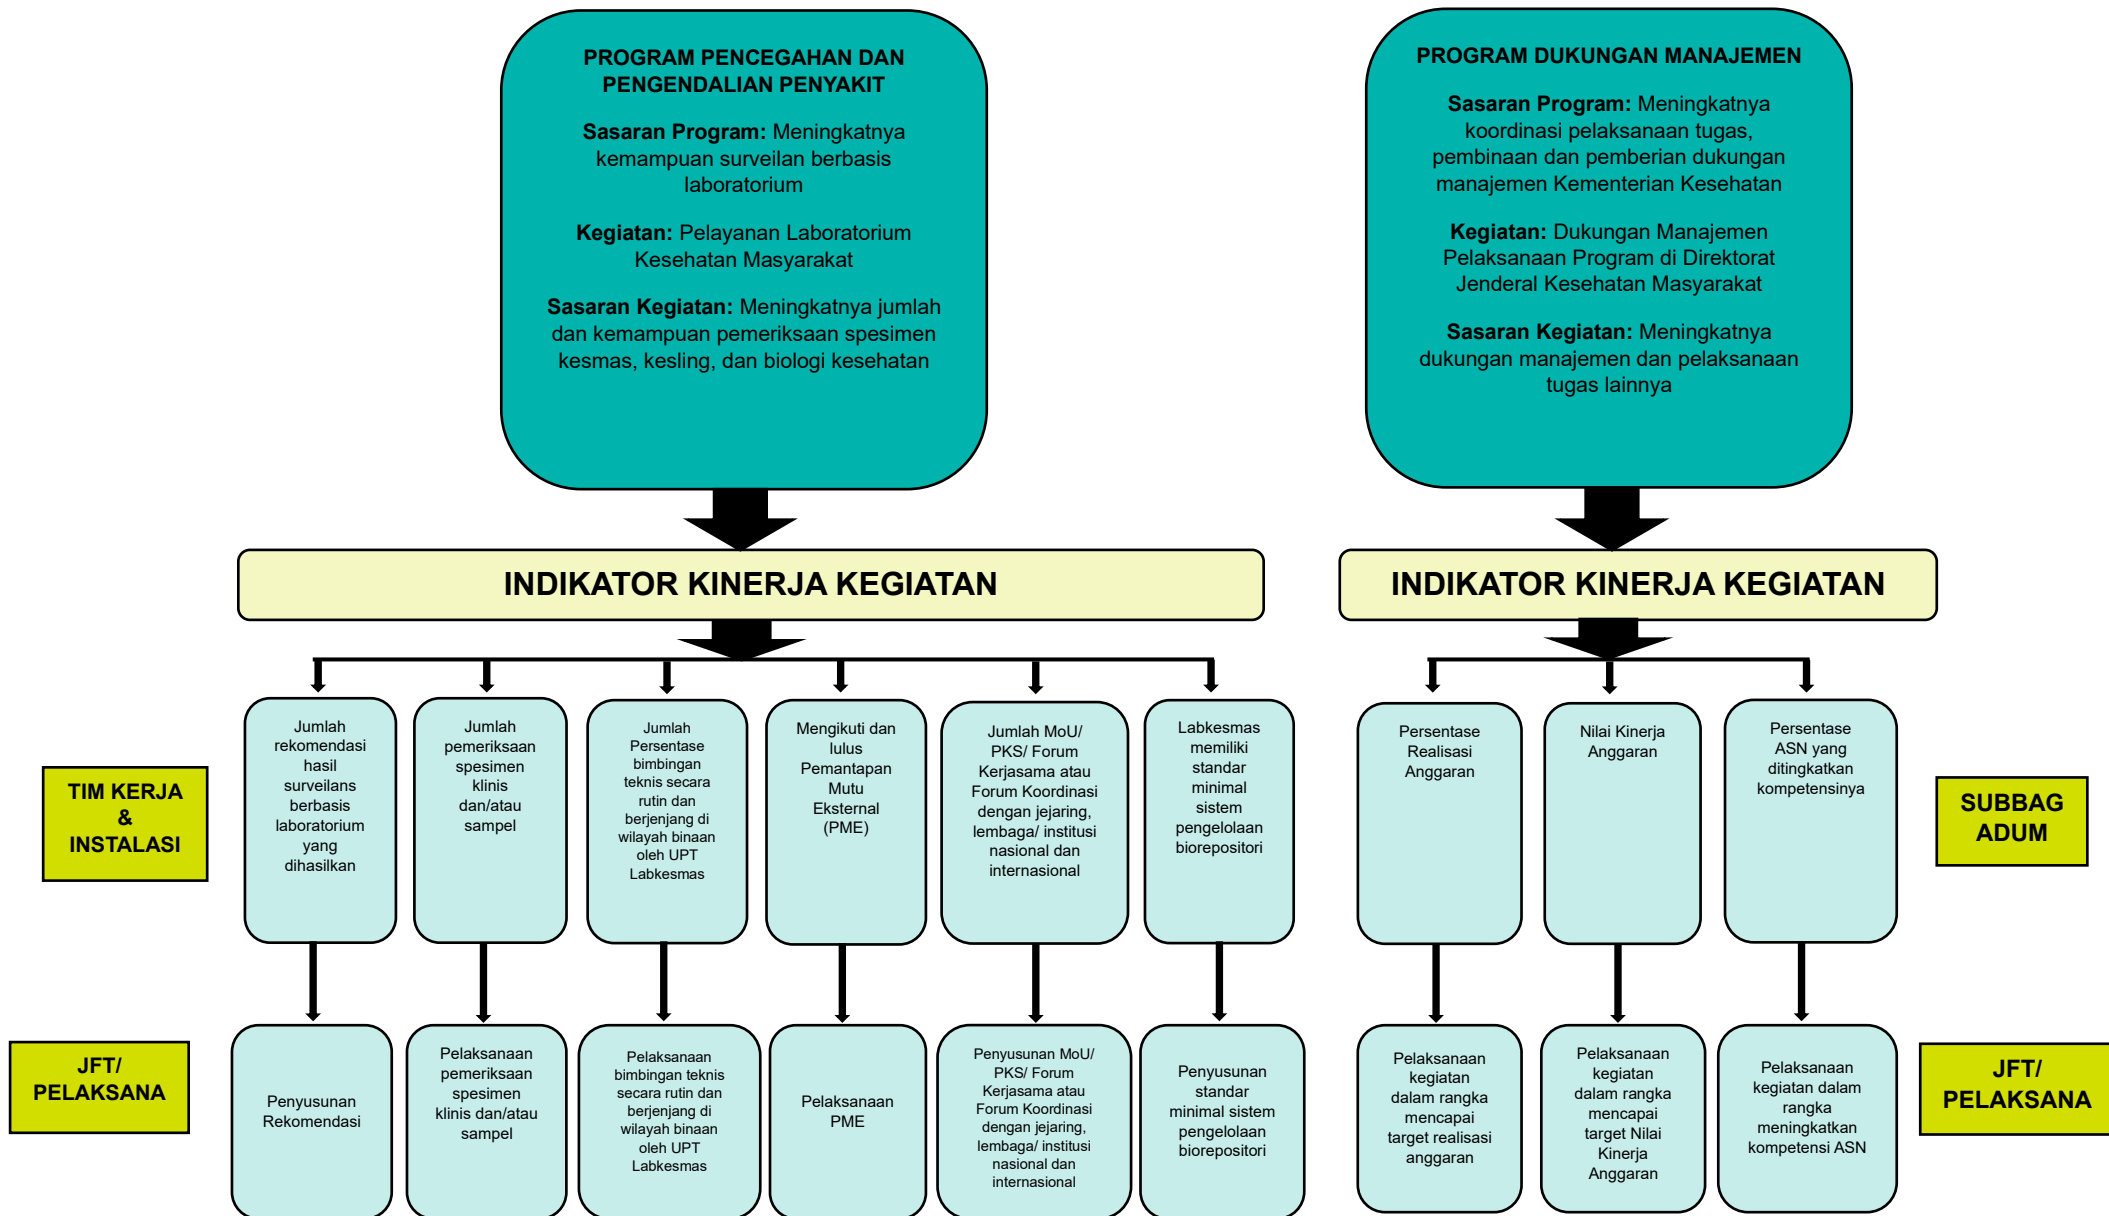 PROGRAM PENCEGAHAN DAN
PENGENDALIAN PENYAKIT
Sasaran Program: Meningkatnya
kemampuan surveilan berbasis
laboratorium
Kegiatan: Pelayanan Laboratorium
Kesehatan Masyarakat
Sasaran Kegiatan: Meningkatnya jumlah
dan kemampuan pemeriksaan spesimen
kesmas, kesling, dan biologi kesehatan
PROGRAM DUKUNGAN MANAJEMEN
Sasaran Program: Meningkatnya
koordinasi pelaksanaan tugas,
pembinaan dan pemberian dukungan
manajemen Kementerian Kesehatan
Kegiatan: Dukungan Manajemen
Pelaksanaan Program di Direktorat
Jenderal Kesehatan Masyarakat
Sasaran Kegiatan: Meningkatnya
dukungan manajemen dan pelaksanaan
tugas lainnya
INDIKATOR KINERJA KEGIATAN
INDIKATOR KINERJA KEGIATAN
TIM KERJA
&
INSTALASI
Jumlah
rekomendasi
hasil
surveilans
berbasis
laboratorium
yang
dihasilkan
Jumlah
pemeriksaan
spesimen
klinis
dan/atau
sampel
Jumlah
Persentase
bimbingan
teknis secara
rutin dan
berjenjang di
wilayah binaan
oleh UPT
Labkesmas
Mengikuti dan
lulus
Pemantapan
Mutu
Eksternal
(PME)
Jumlah MoU/
PKS/ Forum
Kerjasama atau
Forum Koordinasi
dengan jejaring,
lembaga/ institusi
nasional dan
internasional
Labkesmas
memiliki
standar
minimal
sistem
pengelolaan
biorepositori
Persentase
Realisasi
Anggaran
Nilai Kinerja
Anggaran
Persentase
ASN yang
ditingkatkan
kompetensinya
SUBBAG
ADUM
JFT/
PELAKSANA
Penyusunan
Rekomendasi
Pelaksanaan
pemeriksaan
spesimen
klinis dan/atau
sampel
Pelaksanaan
bimbingan teknis
secara rutin dan
berjenjang di
wilayah binaan
oleh UPT
Labkesmas
Pelaksanaan
PME
Penyusunan MoU/
PKS/ Forum
Kerjasama atau
Forum Koordinasi
dengan jejaring,
lembaga/ institusi
nasional dan
internasional
Penyusunan
standar
minimal sistem
pengelolaan
biorepositori
Pelaksanaan
kegiatan
dalam rangka
mencapai
target realisasi
anggaran
Pelaksanaan
kegiatan
dalam rangka
mencapai
target Nilai
Kinerja
Anggaran
Pelaksanaan
kegiatan dalam
rangka
meningkatkan
kompetensi ASN
JFT/
PELAKSANA